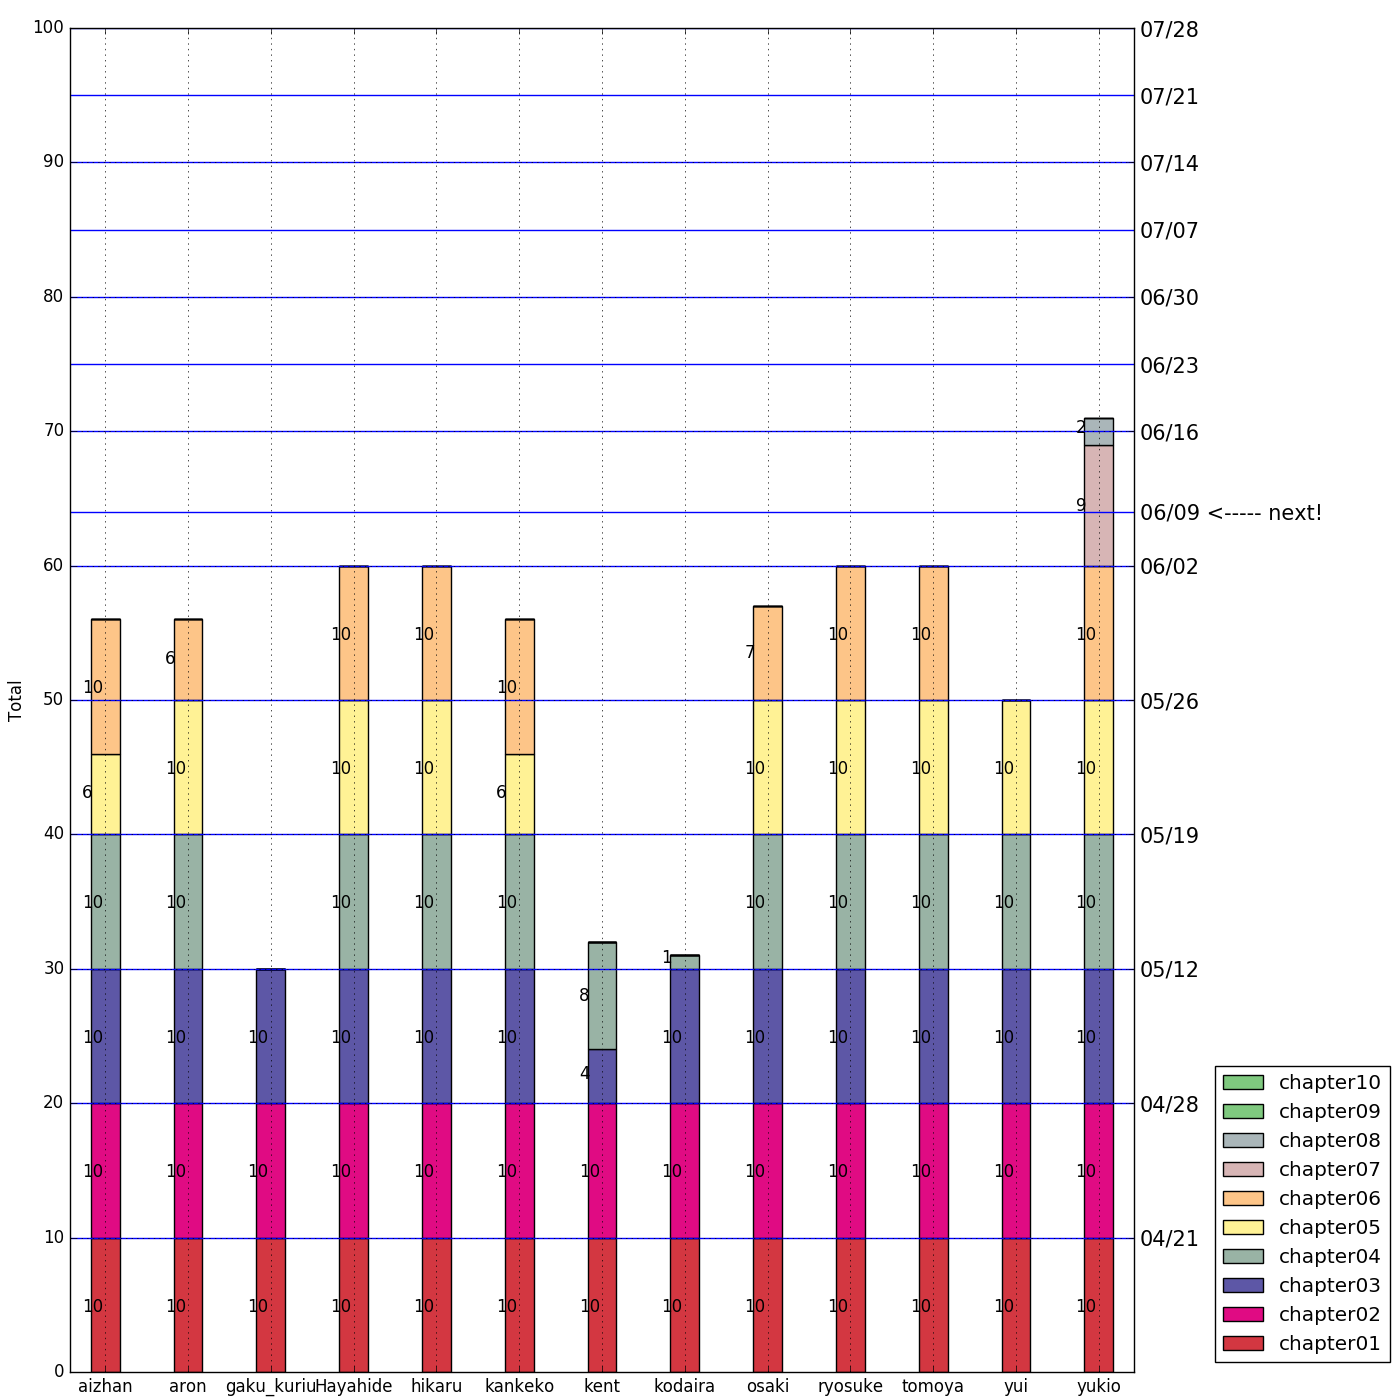 100
90
80
70
60
50
40
30
20
10
0
Total
07/28
07/21
07/14
07/07
06/30
06/23
06/16
06/09 <----- next!
06/02
05/26
05/19
05/12
04/28
04/21
2
9
10 10 10 10 10
6 7
10 10
10 10 10 10 10 10 10 10
6 6
10 10 10 10 10 10 10 10 10 10
1
8
10 10 10 10 10 10 10 10 10 10 10 10
4
10 10 10 10 10 10 10 10 10 10 10 10 10
10 10 10 10 10 10 10 10 10 10 10 10 10
aizhan aron gaku_kuriu Hayahide hikaru kankeko kent kodaira osaki ryosuke tomoya yui yukio
chapter10
chapter09
chapter08
chapter07
chapter06
chapter05
chapter04
chapter03
chapter02
chapter01